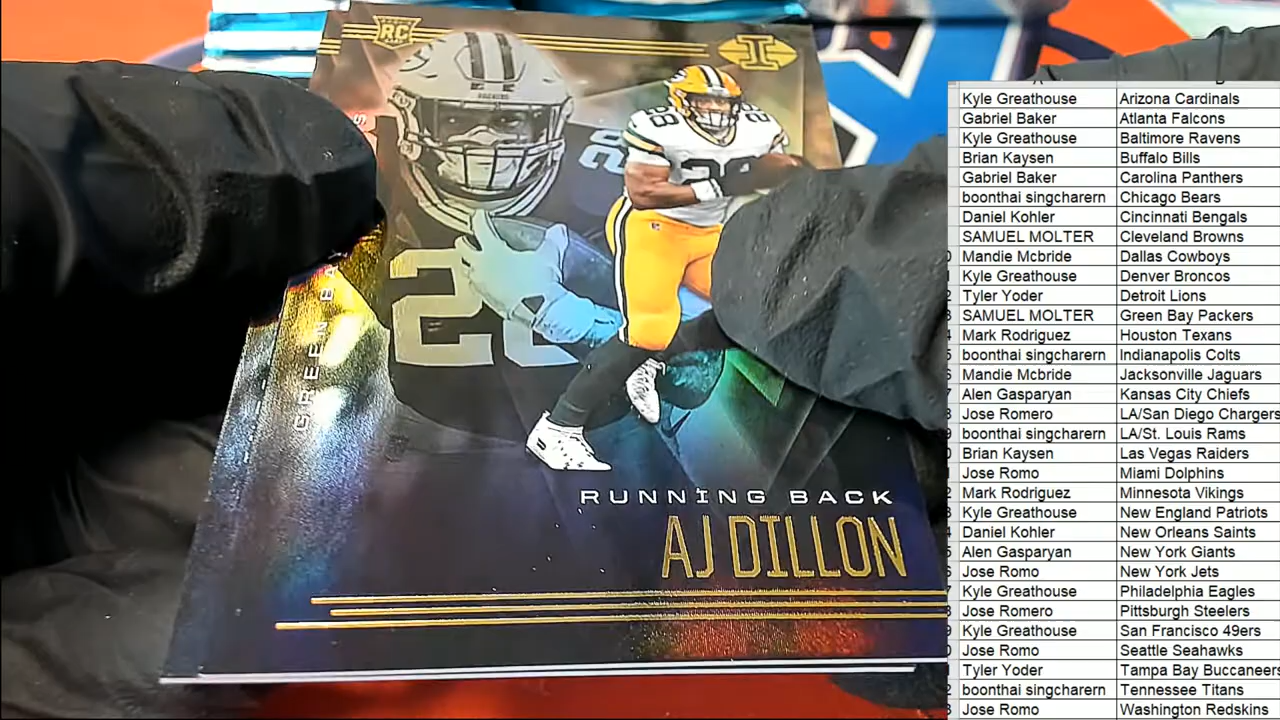 RC
I
28
28
28
28
GREEN BA
RUNNING BACK
AJ DILLON
Kyle Greathouse Arizona Cardinals
Gabriel Baker Atlanta Falcons
Kyle Greathouse Baltimore Ravens
Brian Kaysen Buffalo Bills
Gabriel Baker Carolina Panthers
boonthai singcharern Chicago Bears
Daniel Kohler Cincinnati Bengals
SAMUEL MOLTER Cleveland Browns
Mandie Mcbride Dallas Cowboys
Kyle Greathouse Denver Broncos
Tyler Yoder Detroit Lions
SAMUEL MOLTER Green Bay Packers
Mark Rodriguez Houston Texans
boonthai singcharern Indianapolis Colts
Mandie Mcbride Jacksonville Jaguars
Alen Gasparyan Kansas City Chiefs
Jose Romero LA/San Diego Chargers
boonthai singcharern LA/St. Louis Rams
Brian Kaysen Las Vegas Raiders
Jose Romo Miami Dolphins
Mark Rodriguez Minnesota Vikings
Kyle Greathouse New England Patriots
Daniel Kohler New Orleans Saints
Alen Gasparyan New York Giants
Jose Romo New York Jets
Kyle Greathouse Philadelphia Eagles
Jose Romero Pittsburgh Steelers
Kyle Greathouse San Francisco 49ers
Jose Romo Seattle Seahawks
Tyler Yoder Tampa Bay Buccaneers
boonthai singcharern Tennessee Titans
Jose Romo Washington Redskins